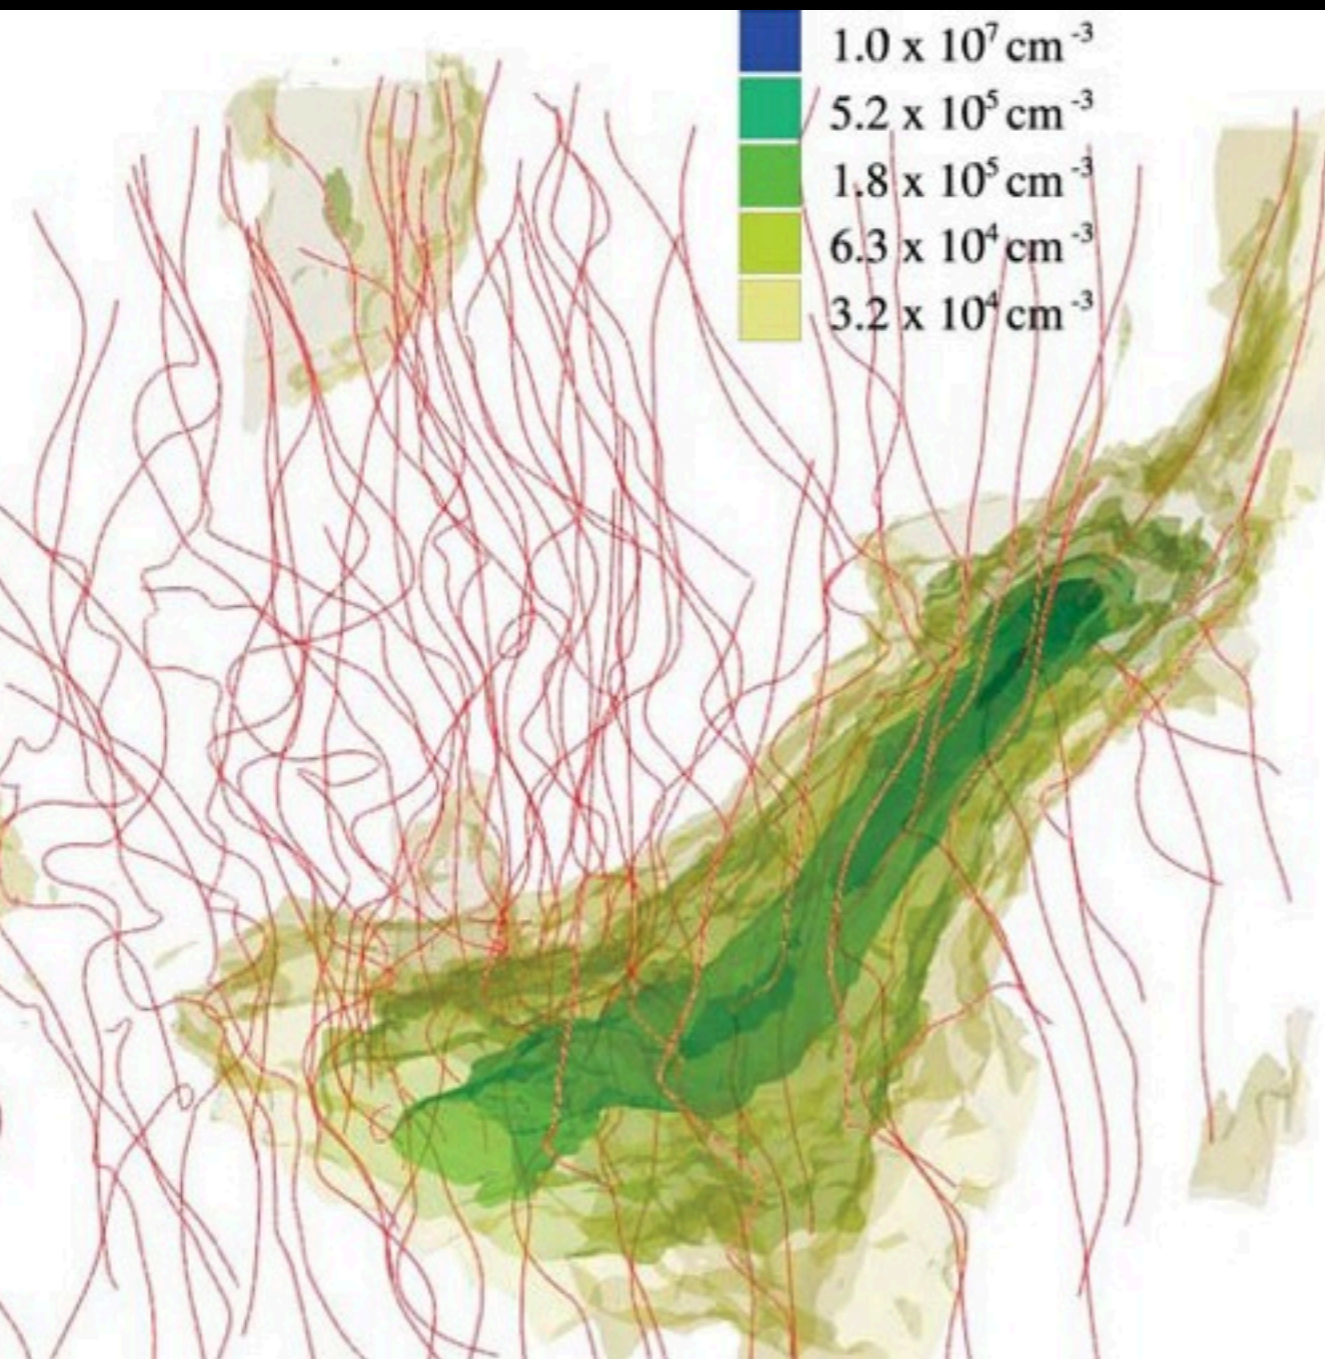 1.0 x 10⁷ cm⁻³
5.2 x 10⁵ cm⁻³
1.8 x 10⁵ cm⁻³
6.3 x 10⁴ cm⁻³
3.2 x 10⁴ cm⁻³